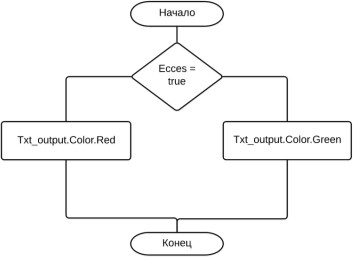 Начало
Ecces =
true
Txt_output.Color.Red
Txt_output.Color.Green
Конец